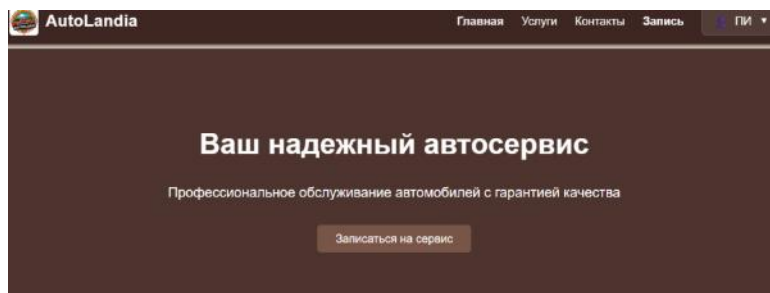 AutoLandia
Главная Услуги Контакты Запись ПИ ▼
Ваш надежный автосервис
Профессиональное обслуживание автомобилей с гарантией качества
Записаться на сервис